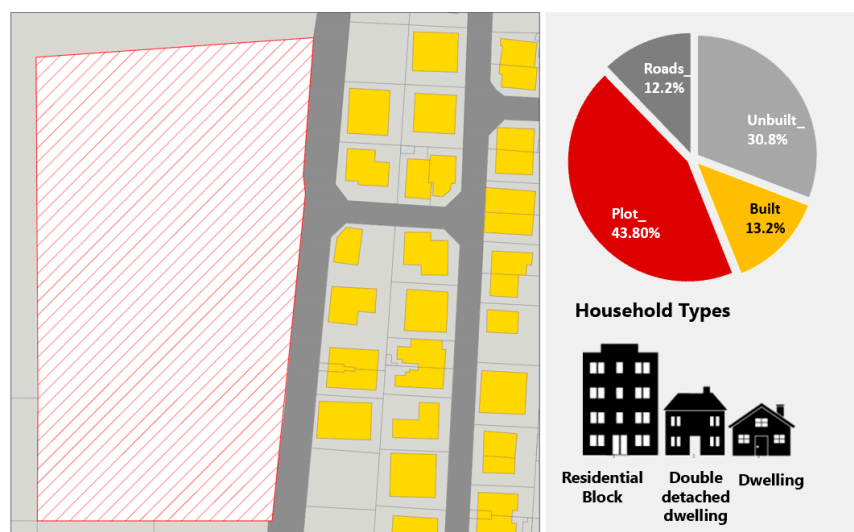 Roads_
12.2%
Unbuilt_
30.8%
Plot_
43.80%
Built
13.2%
Household Types
Residential
Block
Double
detached
dwelling
Dwelling